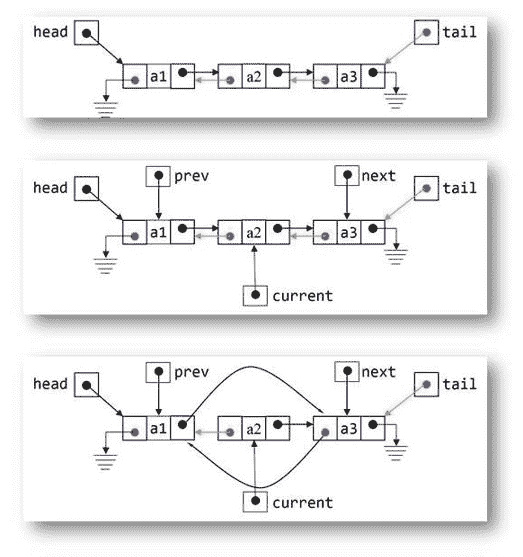 head tail
a1 a2 a3
prev next
head tail
a1 a2 a3
current
prev next
head tail
a1 a2 a3
current